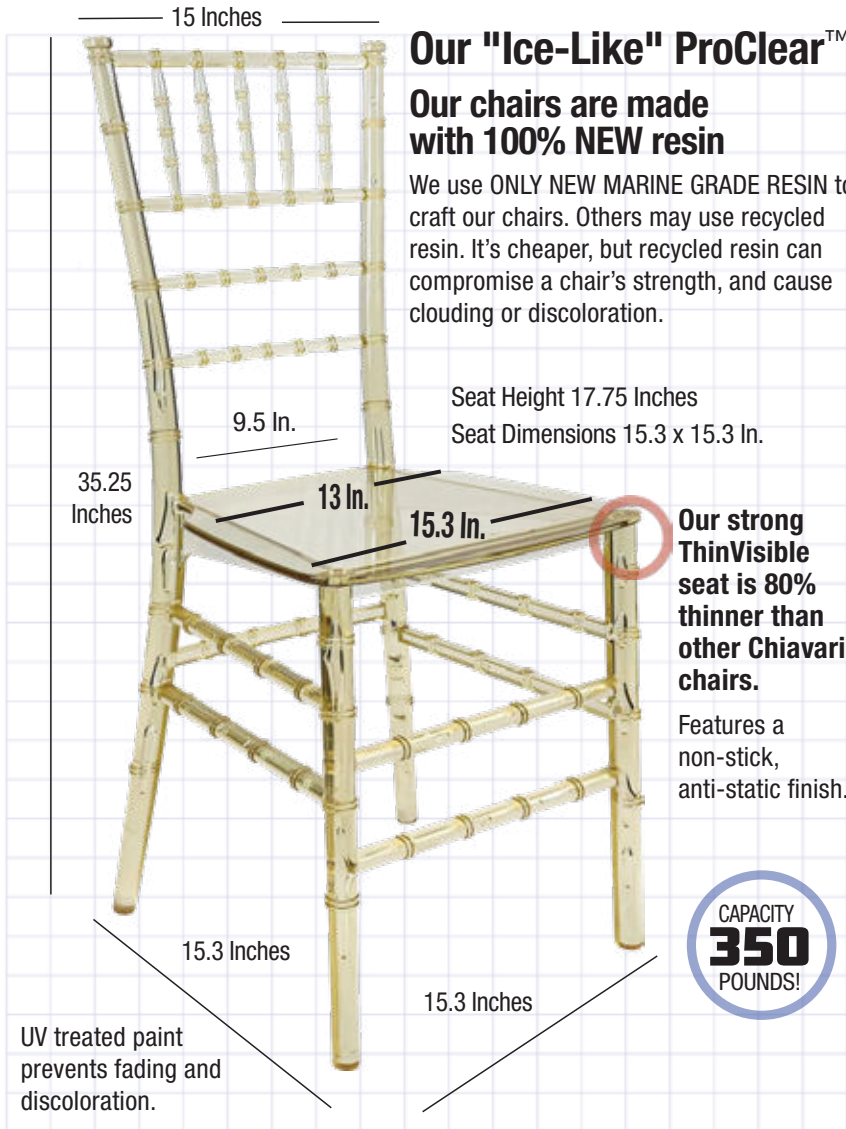 15 Inches
Our "Ice-Like" ProClear™
Our chairs are made
with 100% NEW resin
We use ONLY NEW MARINE GRADE RESIN to
craft our chairs. Others may use recycled
resin. It's cheaper, but recycled resin can
compromise a chair's strength, and cause
clouding or discoloration.
Seat Height 17.75 Inches
Seat Dimensions 15.3 x 15.3 In.
9.5 In.
35.25
Inches
13 In.
15.3 In.
Our strong
ThinVisible
seat is 80%
thinner than
other Chiavari
chairs.
Features a
non-stick,
anti-static finish.
CAPACITY
350
POUNDS!
15.3 Inches
15.3 Inches
UV treated paint
prevents fading and
discoloration.